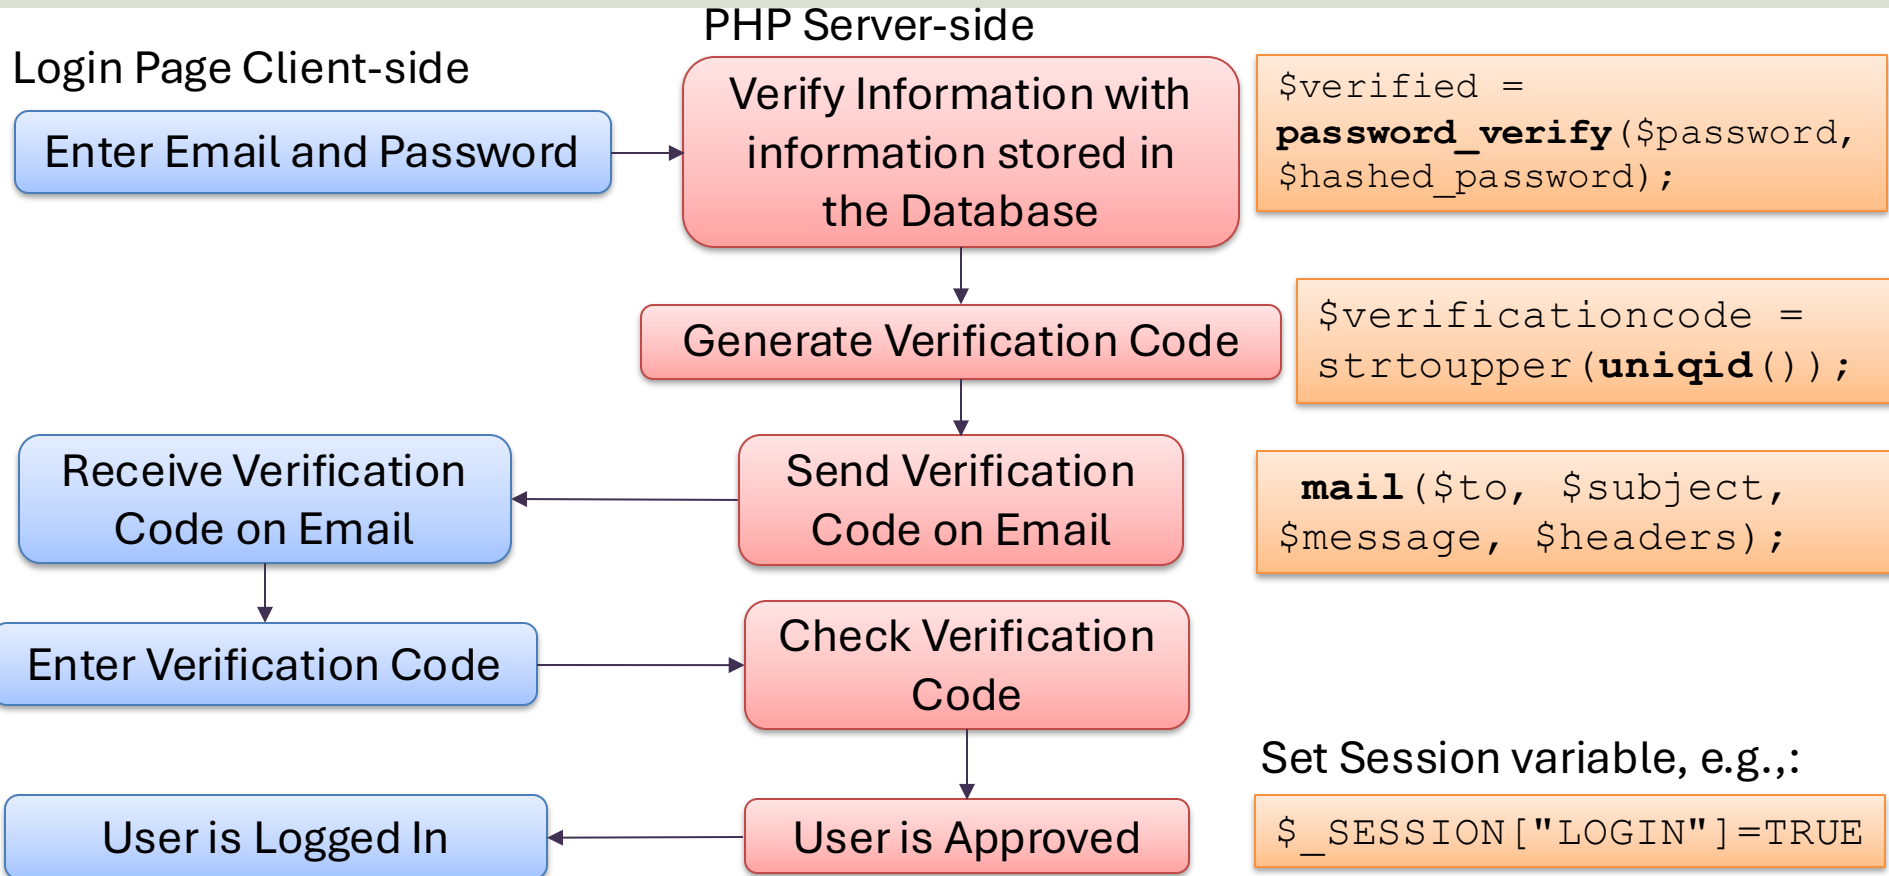 PHP Server-side
Login Page Client-side
Enter Email and Password
Verify Information with
information stored in
the Database
$verified =
password_verify($password,
$hashed_password);
Generate Verification Code
$verificationcode =
strtoupper(uniqid());
Receive Verification
Code on Email
Send Verification
Code on Email
mail($to, $subject,
$message, $headers);
Enter Verification Code
Check Verification
Code
Set Session variable, e.g.,:
User is Logged In
User is Approved
$_SESSION["LOGIN"]=TRUE